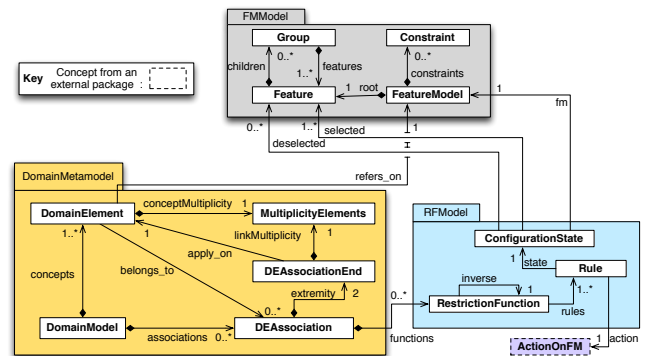 FMModel
Group
Constraint
0..*
0..*
children
features
1..*
constraints
Key
Concept from an
external package :
1
root
1
Feature
FeatureModel
0..*
1..*
selected
1
fm
deselected
DomainMetamodel
refers_on
conceptMultiplicity
DomainElement
1
MultiplicityElements
RFModel
1..*
1
linkMultiplicity
1
ConfigurationState
apply_on
1
state
concepts
belongs_to
DEAssociationEnd
Rule
extremity
2
inverse
1
1..*
0..*
0..*
RestrictionFunction
rules
DomainModel
associations
0..*
DEAssociation
functions
1
action
ActionOnFM